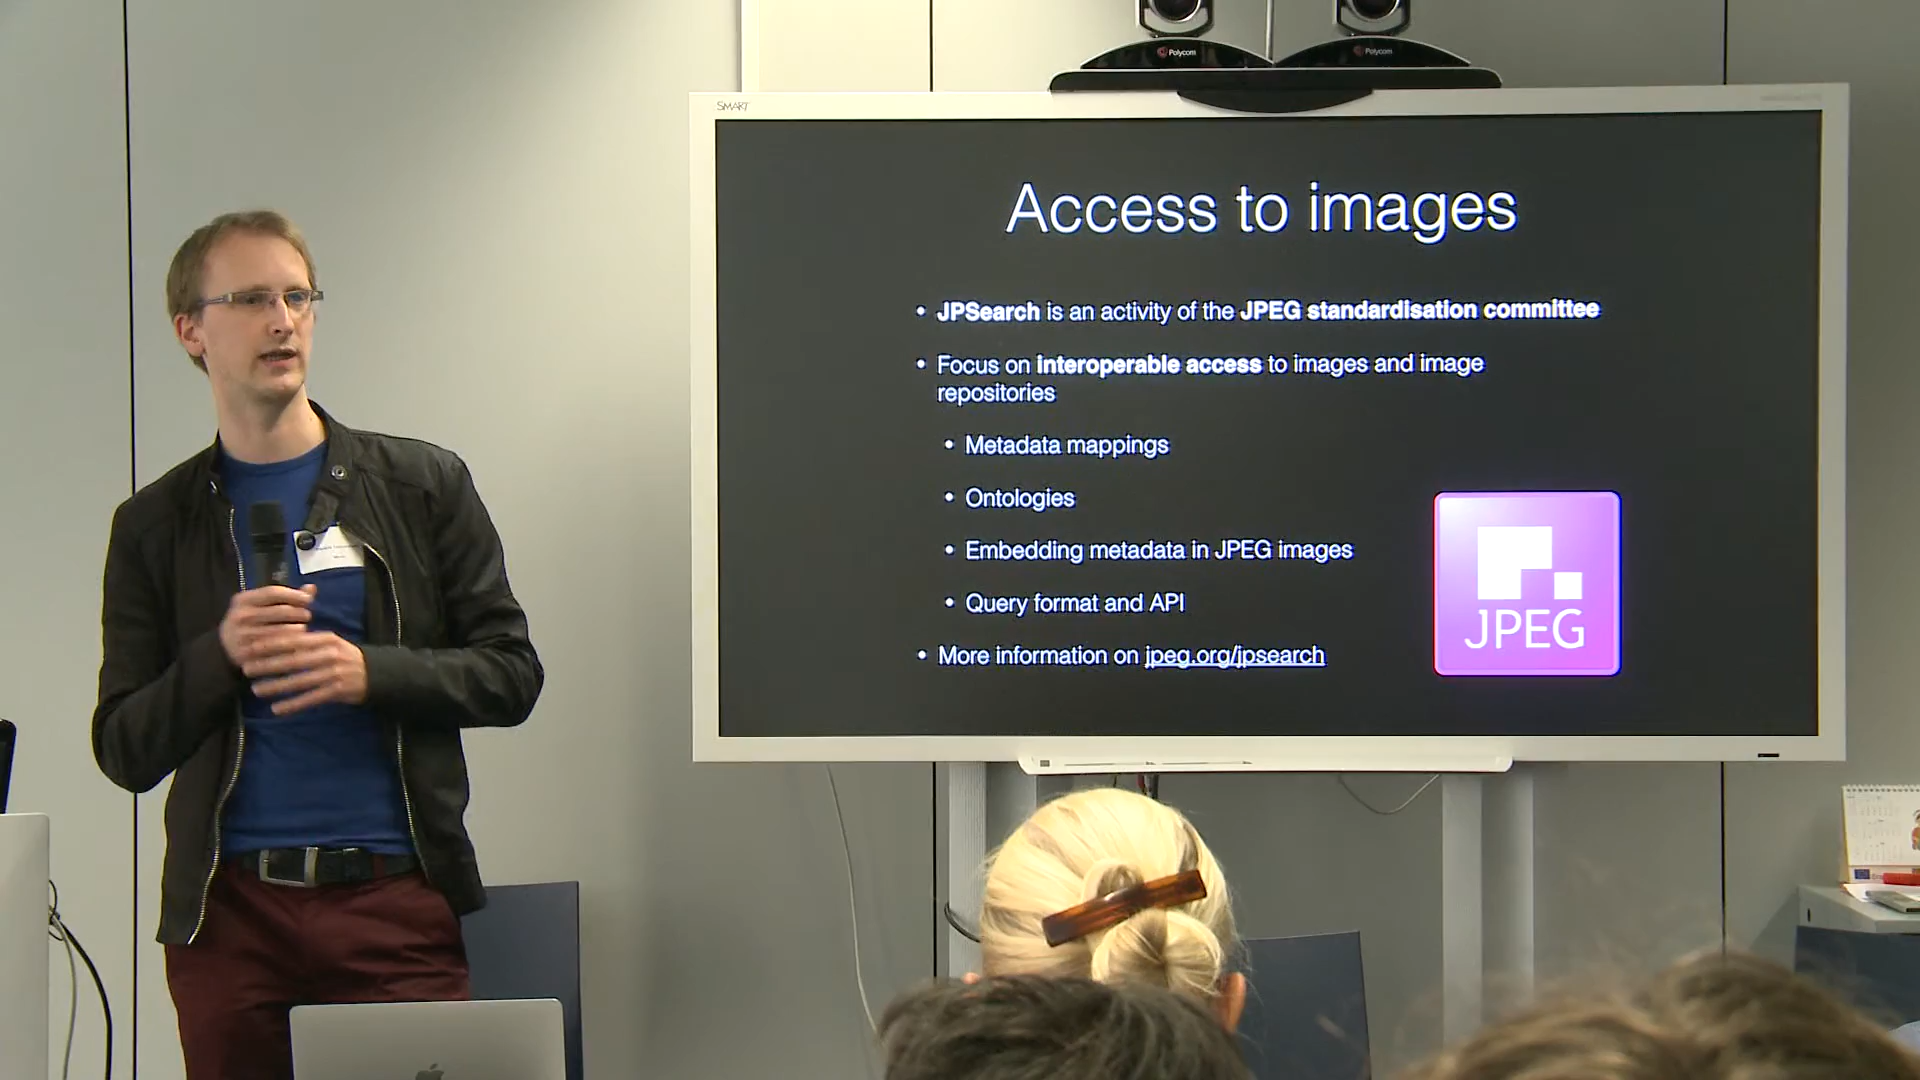 Polycom
Polycom
SMART
Access to images
• JPSearch is an activity of the JPEG standardisation committee
• Focus on interoperable access to images and image
repositories
• Metadata mappings
• Ontologies
• Embedding metadata in JPEG images
• Query format and API
• More information on jpeg.org/jpsearch
JPEG